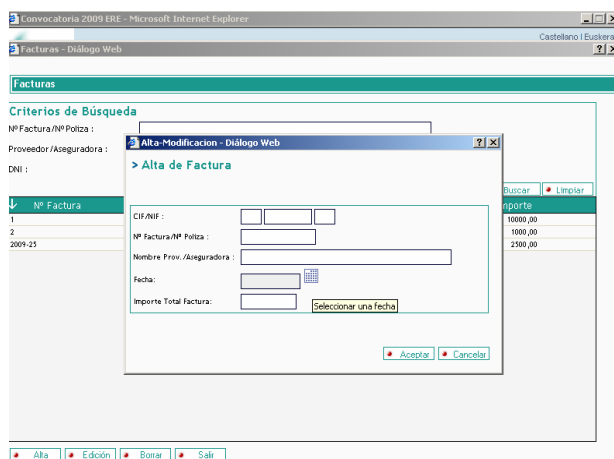 Convocatoria 2009 ERE - Microsoft Internet Explorer
Castellano | Euskera
Facturas - Diálogo Web
Facturas
Criterios de Búsqueda
Nº Factura/Nº Poliza :
Proveedor/Aseguradora :
DNI :
Buscar
Limpiar
Nº Factura
mporte
1
10000,00
2
1000,00
2009-25
2500,00
Alta-Modificacion - Diálogo Web
> Alta de Factura
CIF/NIF :
Nº Factura/Nº Poliza :
Nombre Prov./Aseguradora :
Fecha:
Importe Total Factura:
Seleccionar una fecha
Aceptar
Cancelar
Alta
Edición
Borrar
Salir